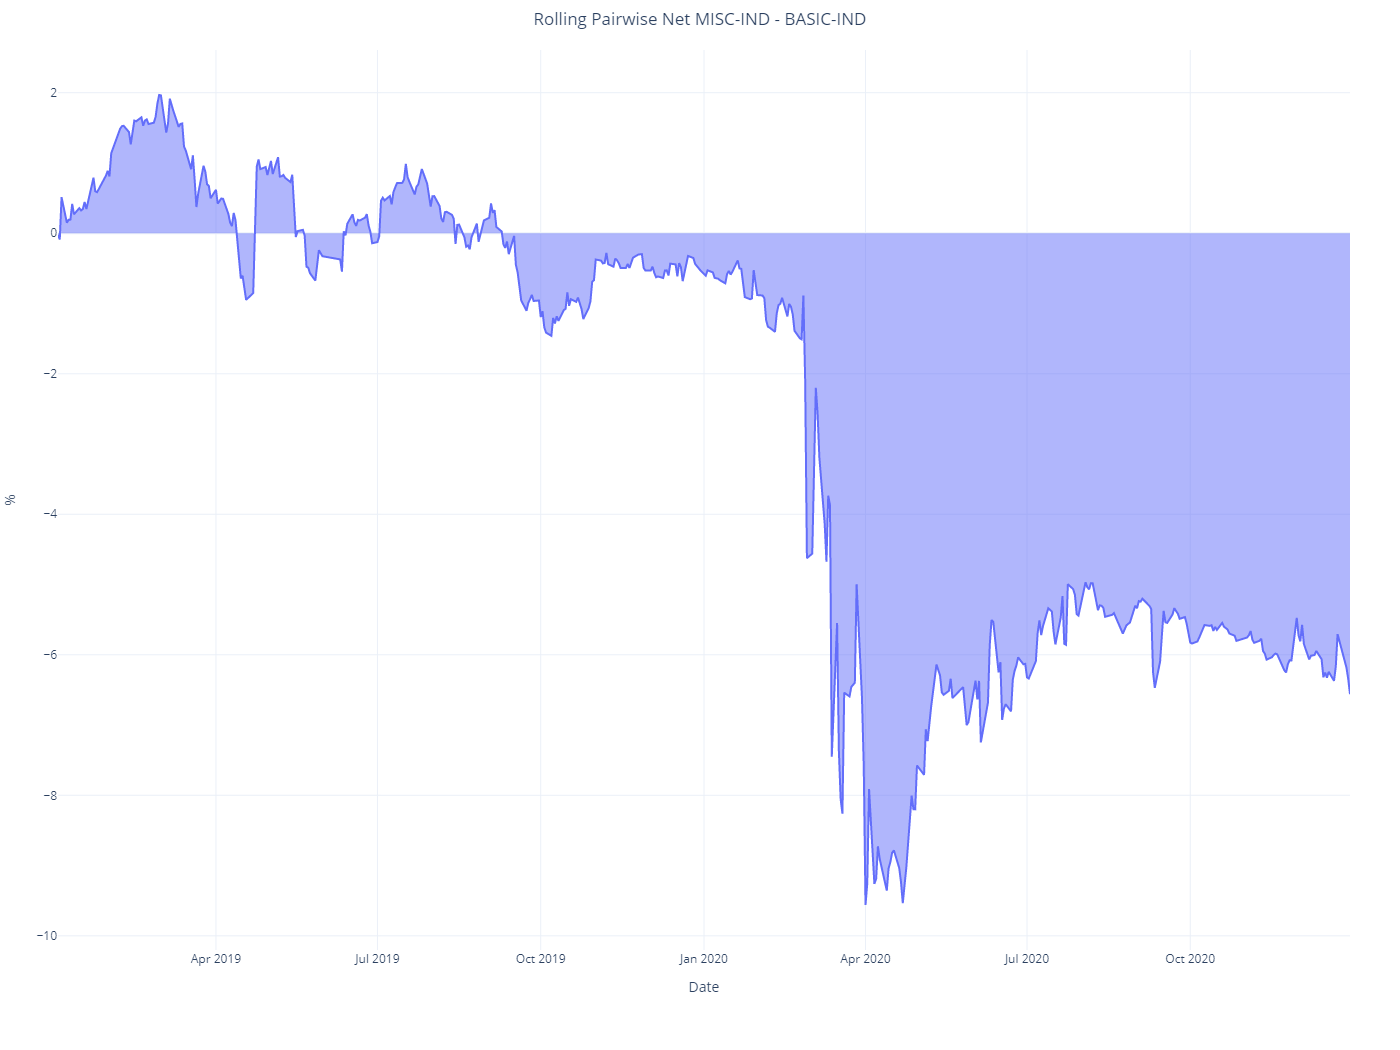 Rolling Pairwise Net MISC-IND - BASIC-IND
2
0
−2
−4
−6
−8
−10
%
Apr 2019
Jul 2019
Oct 2019
Jan 2020
Apr 2020
Jul 2020
Oct 2020
Date